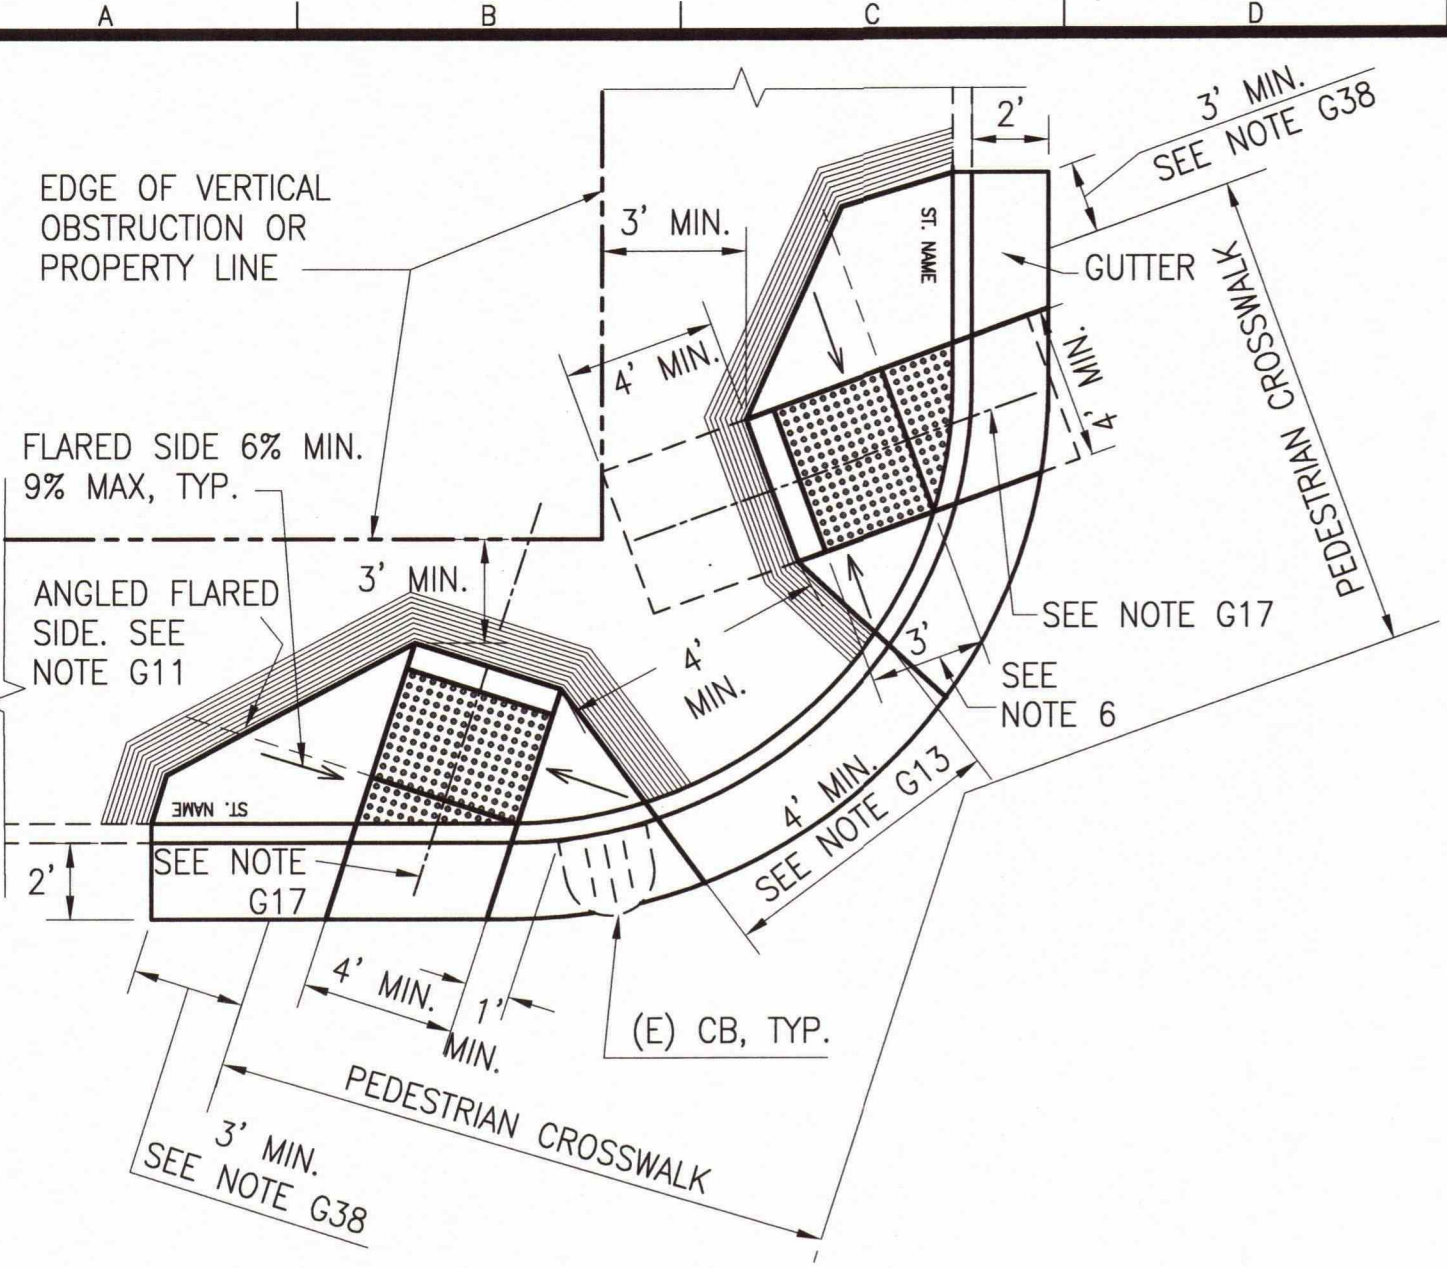 A B C D
EDGE OF VERTICAL
OBSTRUCTION OR
PROPERTY LINE
3' MIN.
2'
3' MIN.
SEE NOTE G38
ST. NAME
GUTTER
PEDESTRIAN CROSSWALK
4' MIN.
4' MIN.
FLARED SIDE 6% MIN.
9% MAX, TYP.
3' MIN.
ANGLED FLARED
SIDE. SEE
NOTE G11
SEE NOTE G17
4'
MIN.
3'
SEE
NOTE 6
4' MIN.
SEE NOTE G13
ST. NAME
2'
SEE NOTE
G17
4' MIN.
1'
MIN.
(E) CB, TYP.
PEDESTRIAN CROSSWALK
3' MIN.
SEE NOTE G38